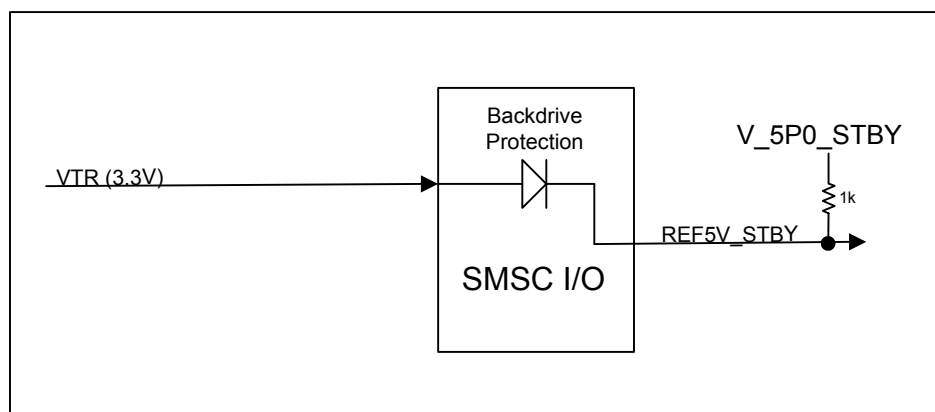 Backdrive
Protection
V_5P0_STBY
VTR (3.3V)
1k
REF5V_STBY
SMSC I/O